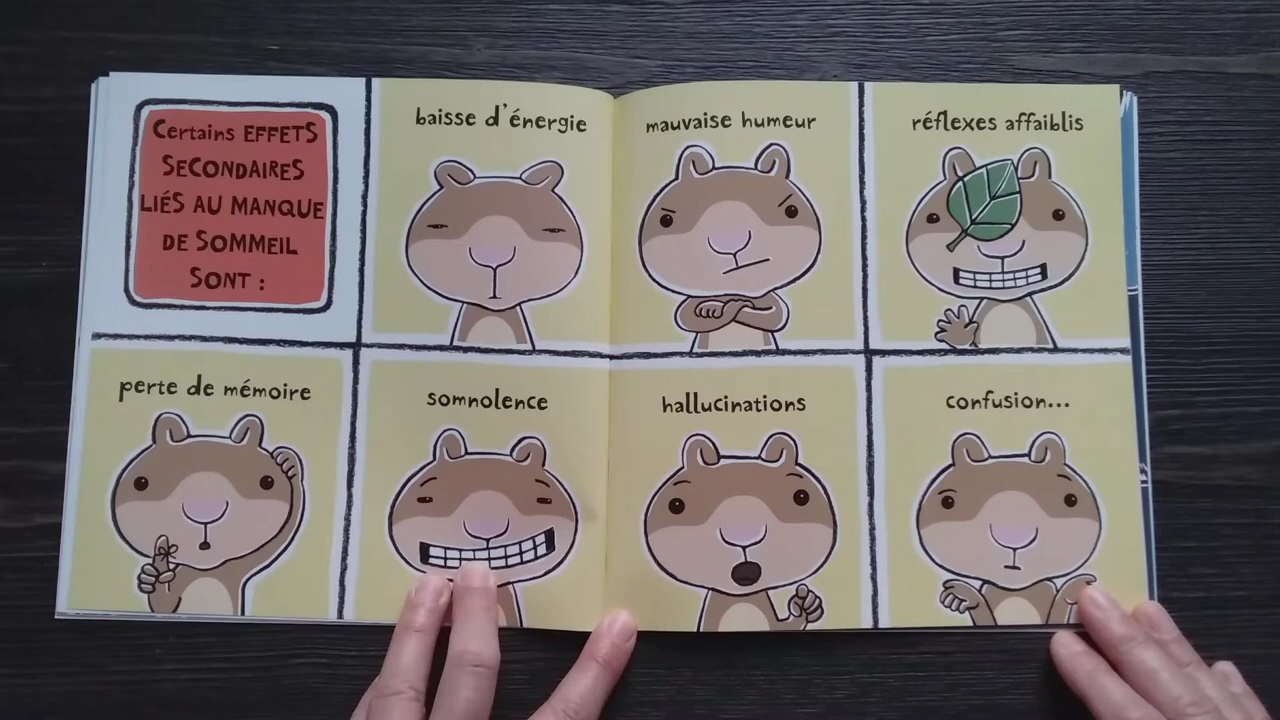 Certains EFFETS
SECONDAIRES
LIÉS AU MANQUE
DE SOMMEIL
SONT :
baisse d'énergie
mauvaise humeur
réflexes affaiblis
perte de mémoire
somnolence
hallucinations
confusion...